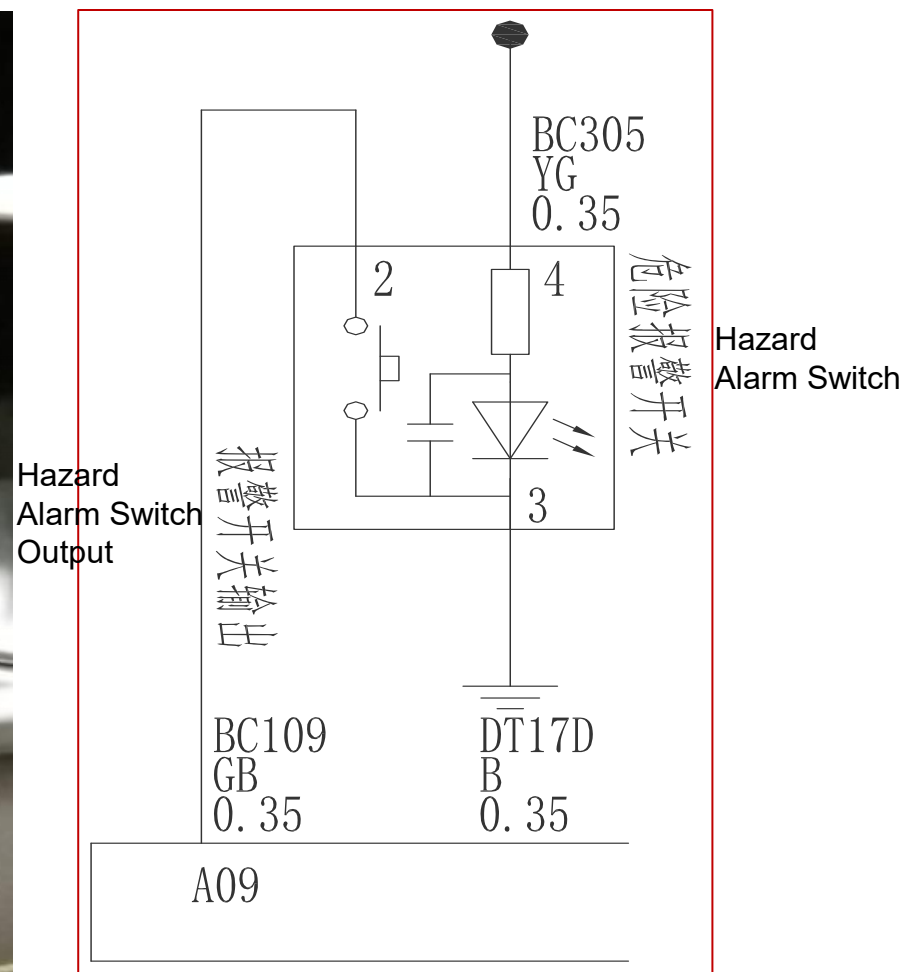 BC305
YG
0.35
2
4
危险报警开关
Hazard
Alarm Switch
3
报警开关输出
Hazard
Alarm Switch
Output
BC109
GB
0.35
DT17D
B
0.35
A09